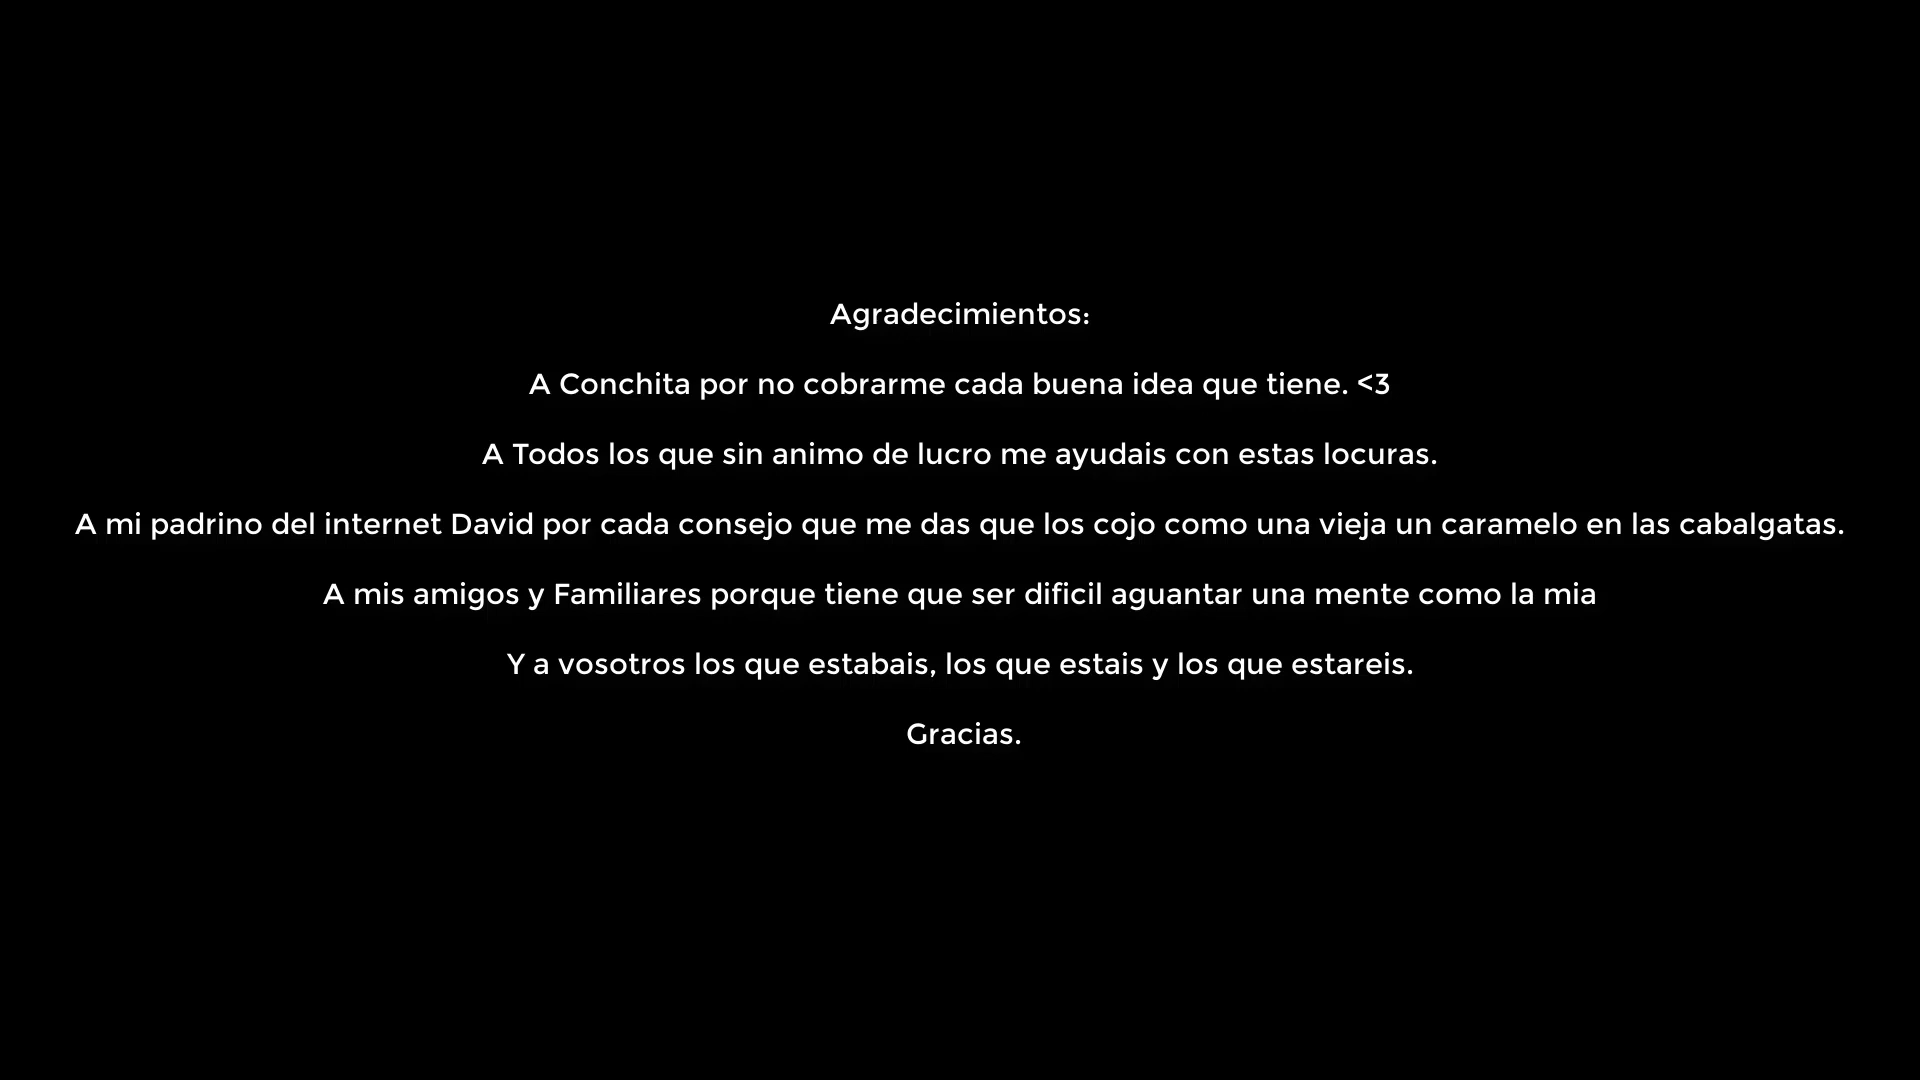 Agradecimientos:
A Conchita por no cobrarme cada buena idea que tiene. <3
A Todos los que sin animo de lucro me ayudais con estas locuras.
A mi padrino del internet David por cada consejo que me das que los cojo como una vieja un caramelo en las cabalgatas.
A mis amigos y Familiares porque tiene que ser dificil aguantar una mente como la mia
Y a vosotros los que estabais, los que estais y los que estareis.
Gracias.